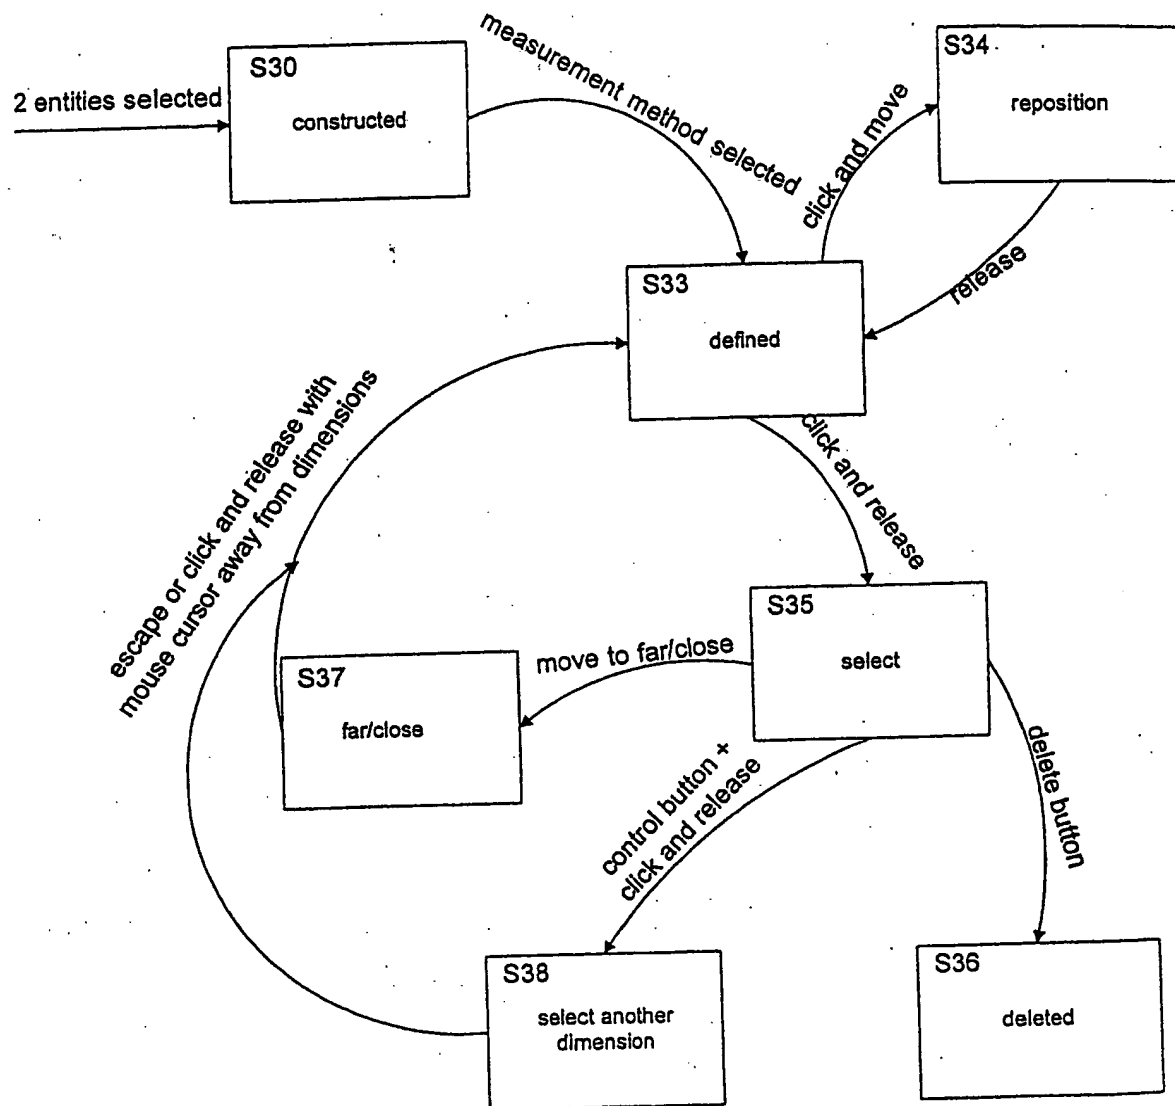 2 entities selected
S30
constructed
measurement method selected
S34
reposition
click and move
release
S33
defined
escape or click and release with
mouse cursor away from dimensions
click and release
S35
select
move to far/close
S37
far/close
control button +
click and release
delete button
S38
select another
dimension
S36
deleted